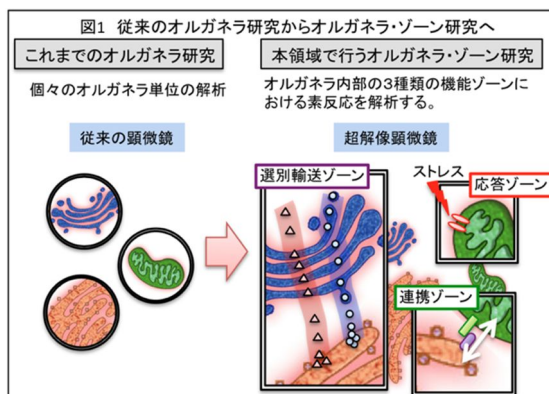 図1 従来のオルガネラ研究からオルガネラ・ゾーン研究へ
これまでのオルガネラ研究
個々のオルガネラ単位の解析
従来の顕微鏡
本領域で行うオルガネラ・ゾーン研究
オルガネラ内部の3種類の機能ゾーンに
おける素反応を解析する。
超解像顕微鏡
選別輸送ゾーン
ストレス
応答ゾーン
連携ゾーン